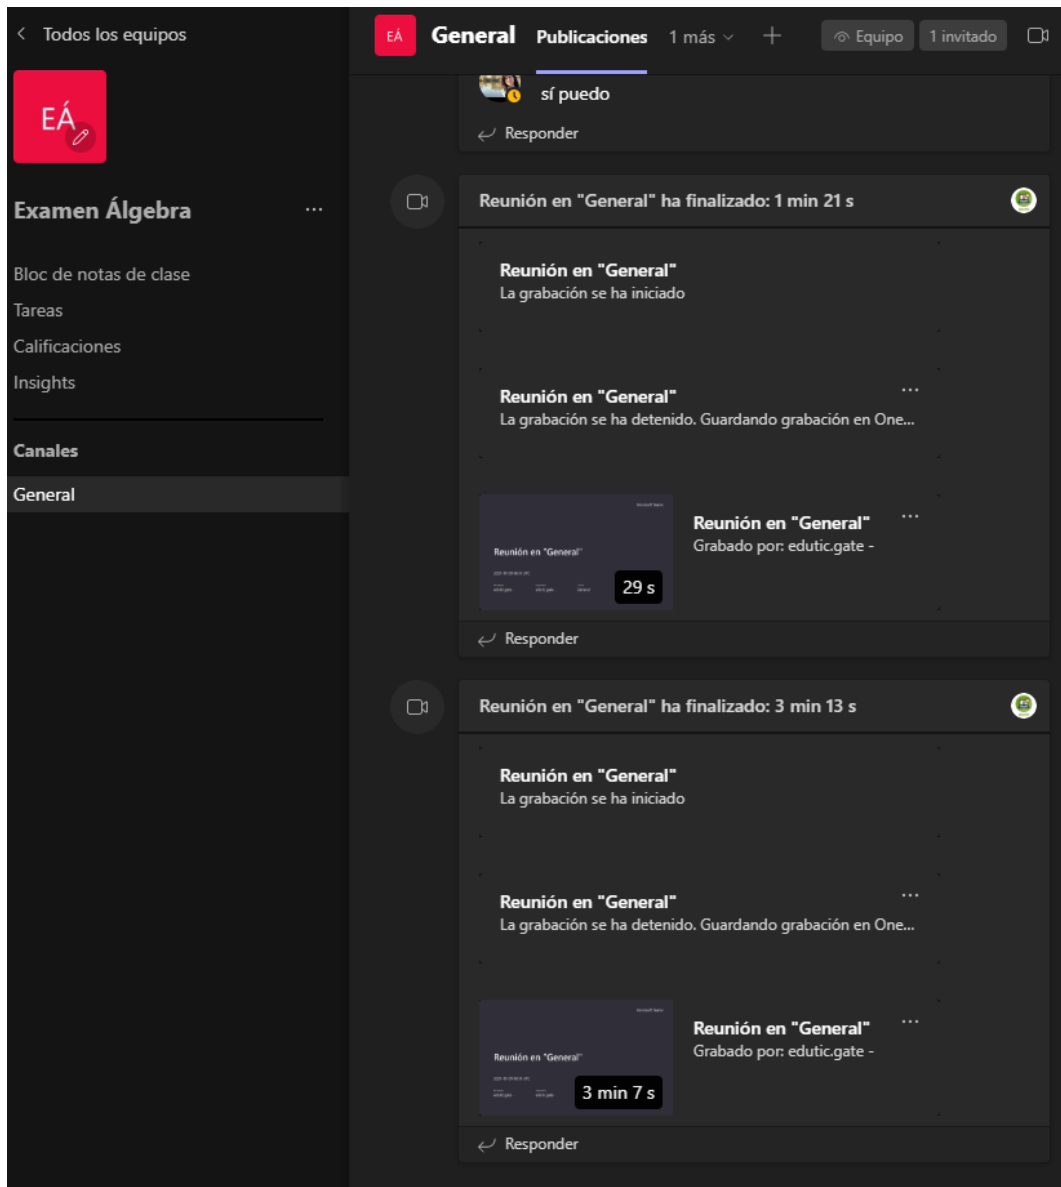 Todos los equipos
EÁ
Examen Álgebra
Bloc de notas de clase
Tareas
Calificaciones
Insights
Canales
General
EÁ General Publicaciones 1 más Equipo 1 invitado
sí puedo
Responder
Reunión en "General" ha finalizado: 1 min 21 s
Reunión en "General"
La grabación se ha iniciado
Reunión en "General"
La grabación se ha detenido. Guardando grabación en One...
Reunión en "General"
29 s
Reunión en "General"
Grabado por: edutic.gate -
Responder
Reunión en "General" ha finalizado: 3 min 13 s
Reunión en "General"
La grabación se ha iniciado
Reunión en "General"
La grabación se ha detenido. Guardando grabación en One...
Reunión en "General"
3 min 7 s
Reunión en "General"
Grabado por: edutic.gate -
Responder